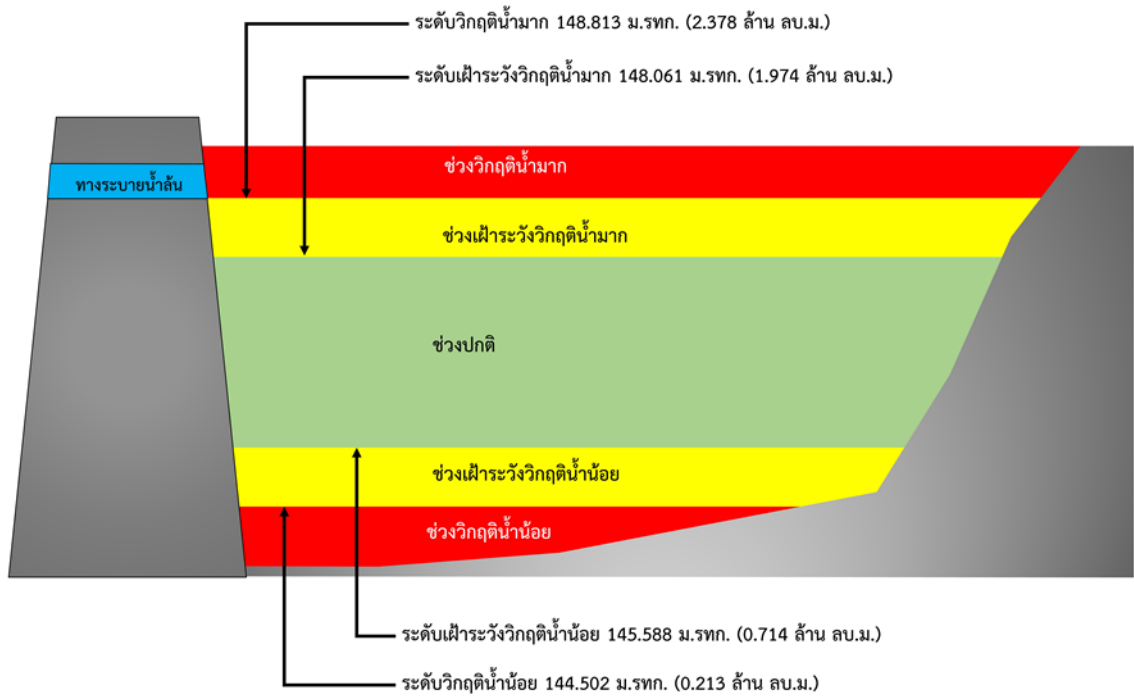 ระดับวิกฤติน้ำมาก 148.813 ม.รทก. (2.378 ล้าน ลบ.ม.)
ระดับเฝ้าระวังวิกฤติน้ำมาก 148.061 ม.รทก. (1.974 ล้าน ลบ.ม.)
ช่วงวิกฤติน้ำมาก
ทางระบายน้ำล้น
ช่วงเฝ้าระวังวิกฤติน้ำมาก
ช่วงปกติ
ช่วงเฝ้าระวังวิกฤติน้ำน้อย
ช่วงวิกฤติน้ำน้อย
ระดับเฝ้าระวังวิกฤติน้ำน้อย 145.588 ม.รทก. (0.714 ล้าน ลบ.ม.)
ระดับวิกฤติน้ำน้อย 144.502 ม.รทก. (0.213 ล้าน ลบ.ม.)